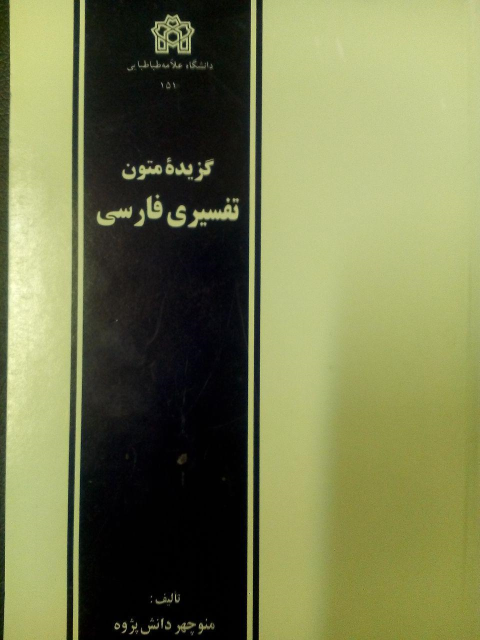 دانشگاه علامه طباطبایی
۱۵۱
گزیدهٔ متون
تفسیری فارسی
تالیف:
منوچهر دانش پژوه